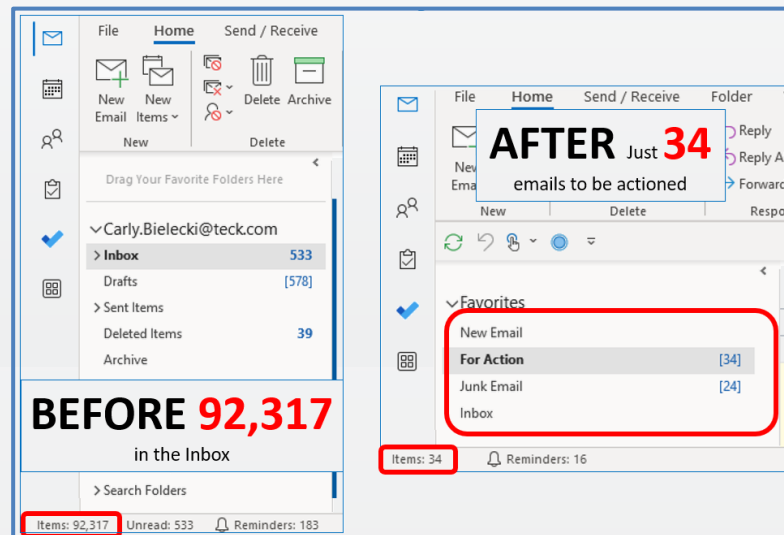 File Home Send / Receive
New Email
New Items
Delete
Archive
New
Delete
Drag Your Favorite Folders Here
Carly.Bielecki@teck.com
Inbox 533
Drafts [578]
Sent Items
Deleted Items 39
Archive
BEFORE 92,317
in the Inbox
Search Folders
Items: 92,317 Unread: 533 Reminders: 183
File Home Send / Receive Folder
AFTER Just 34
emails to be actioned
Reply
Reply A
Forward
New
Ema
New Delete Respo
Favorites
New Email
For Action [34]
Junk Email [24]
Inbox
Items: 34 Reminders: 16